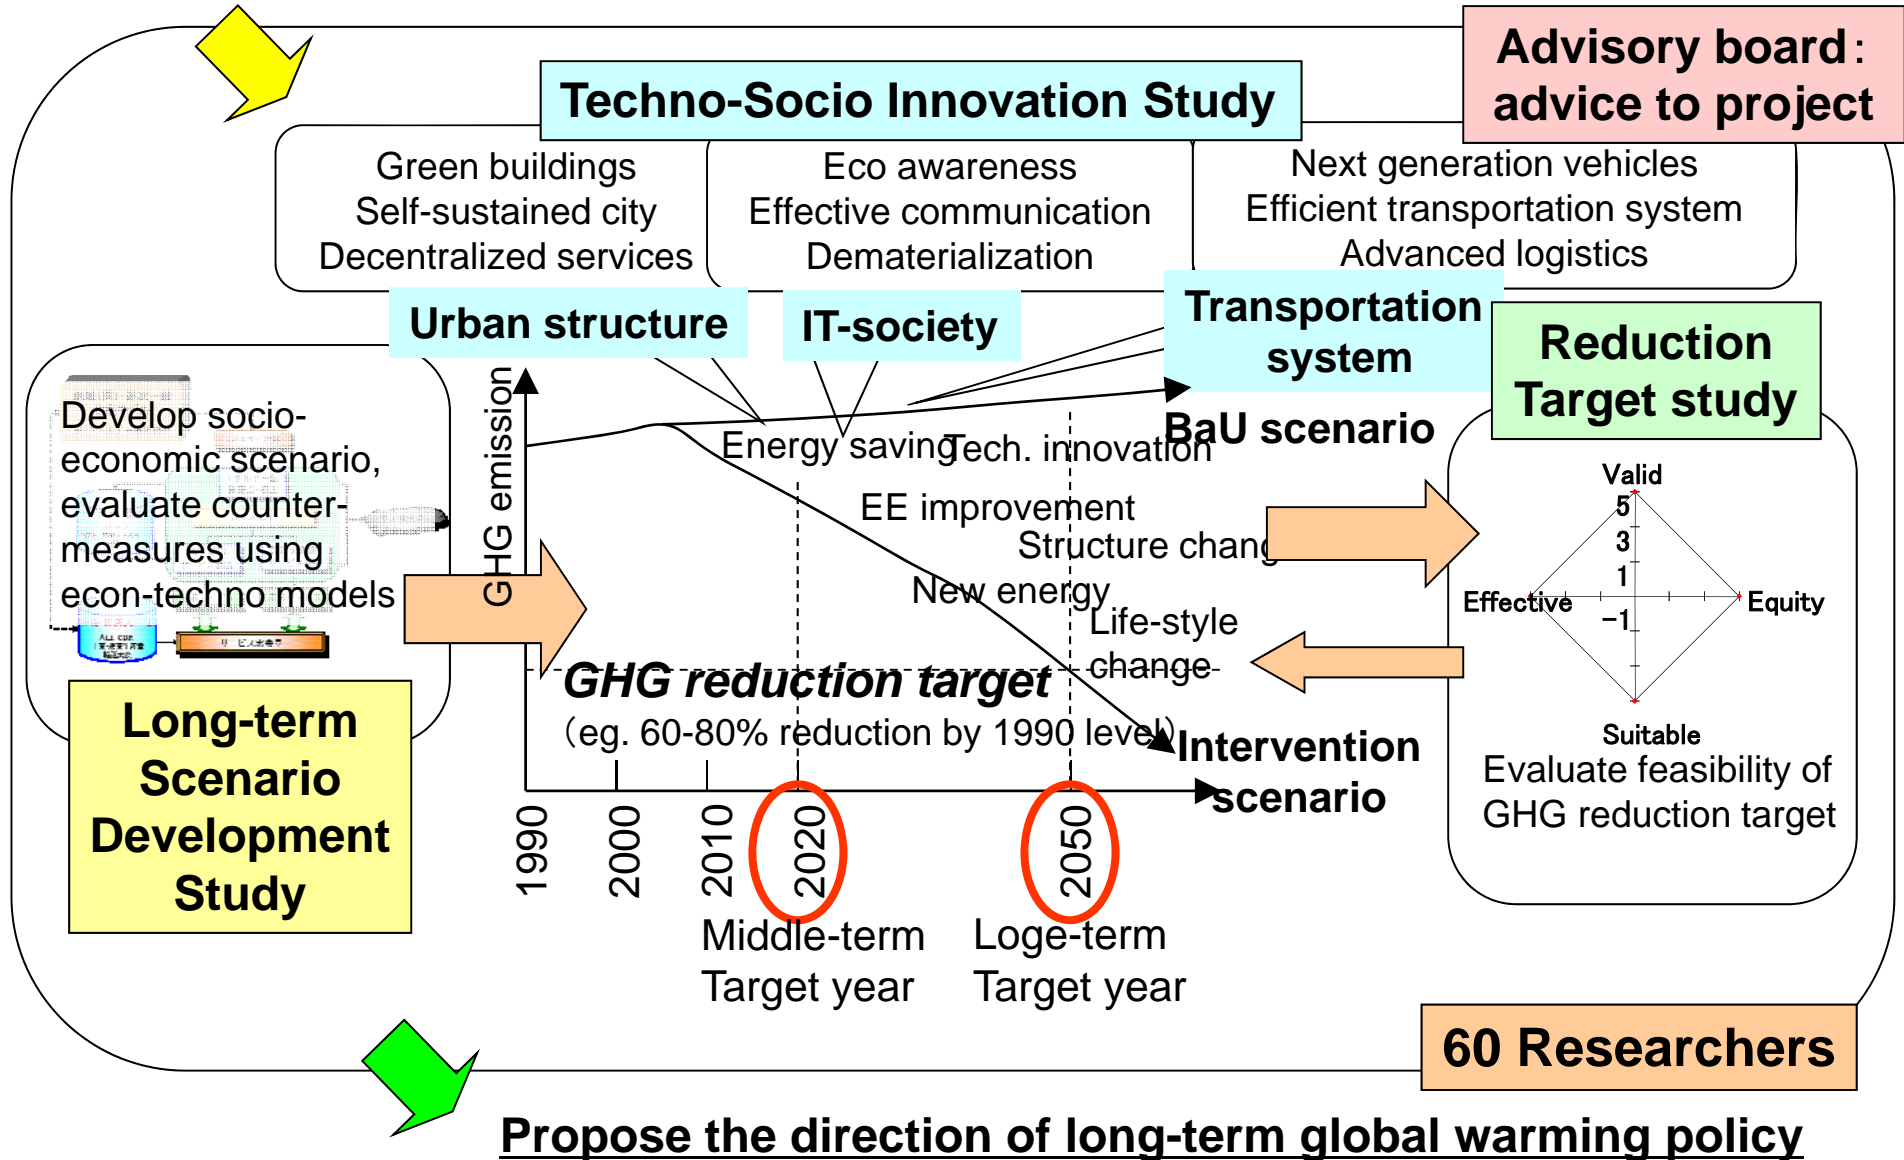 Advisory board：
advice to project
Techno-Socio Innovation Study
Green buildings
Self-sustained city
Decentralized services
Eco awareness
Effective communication
Dematerialization
Next generation vehicles
Efficient transportation system
Advanced logistics
Urban structure
IT-society
Transportation
system
Reduction
Target study
Develop socio-
economic scenario,
evaluate counter-
measures using
econ-techno models
Long-term
Scenario
Development
Study
GHG emission
BaU scenario
Energy saving
Tech. innovation
EE improvement
Structure chang
New energy
Life-style
change
GHG reduction target
（eg. 60-80% reduction by 1990 level）
Intervention
scenario
1990
2000
2010
2020
2050
Middle-term
Target year
Loge-term
Target year
Valid
5
3
1
-1
Effective
Equity
Suitable
Evaluate feasibility of
GHG reduction target
60 Researchers
Propose the direction of long-term global warming policy